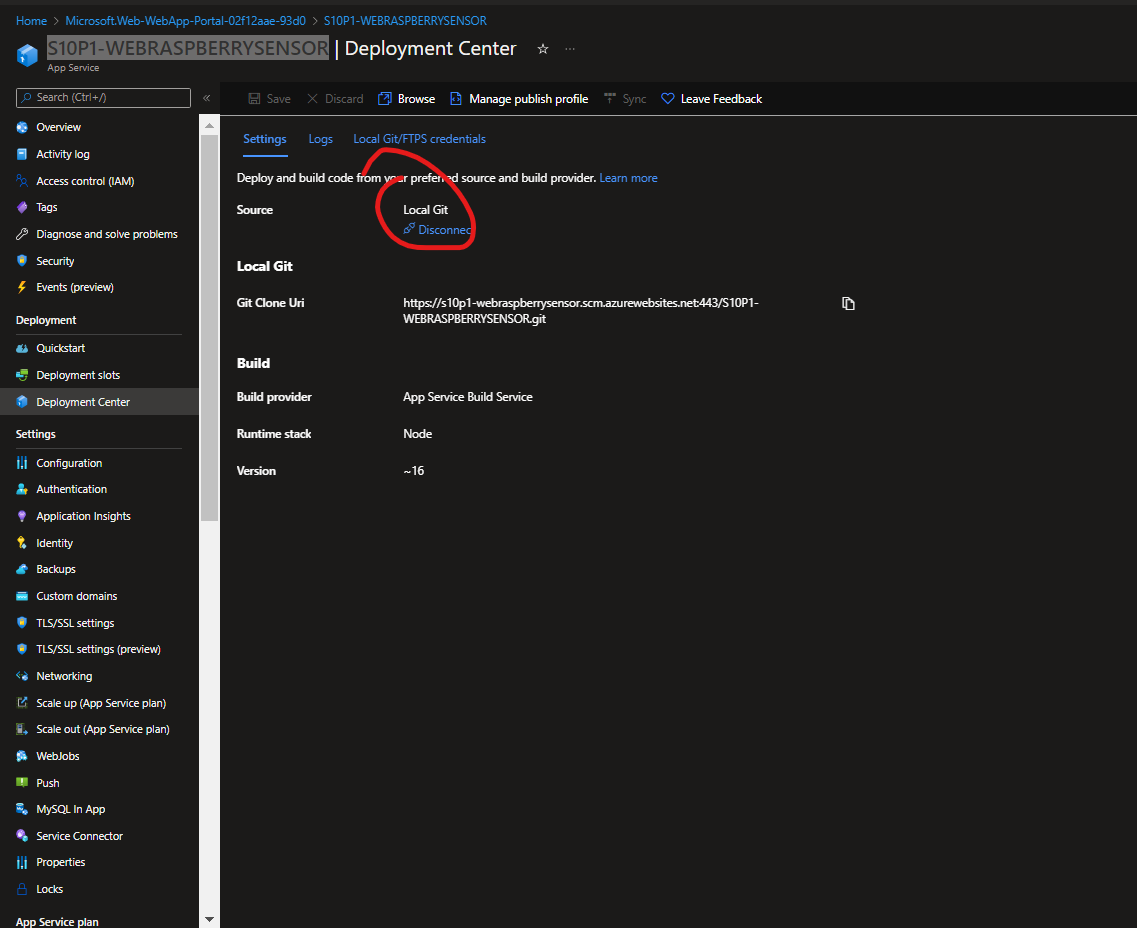 Home > Microsoft.Web-WebApp-Portal-02f12aae-93d0 > S10P1-WEBRASPBERRYSENSOR
S10P1-WEBRASPBERRYSENSOR | Deployment Center
App Service
Search (Ctrl+/)
Overview
Activity log
Access control (IAM)
Tags
Diagnose and solve problems
Security
Events (preview)
Deployment
Quickstart
Deployment slots
Deployment Center
Settings
Configuration
Authentication
Application Insights
Identity
Backups
Custom domains
TLS/SSL settings
TLS/SSL settings (preview)
Networking
Scale up (App Service plan)
Scale out (App Service plan)
WebJobs
Push
MySQL In App
Service Connector
Properties
Locks
App Service plan
Save Discard Browse Manage publish profile Sync Leave Feedback
Settings Logs Local Git/FTPS credentials
Deploy and build code from your preferred source and build provider. Learn more
Source Local Git
Disconnect
Local Git
Git Clone Uri https://s10p1-webraspberrysensor.scm.azurewebsites.net:443/S10P1-
WEBRASPBERRYSENSOR.git
Build
Build provider App Service Build Service
Runtime stack Node
Version ~16